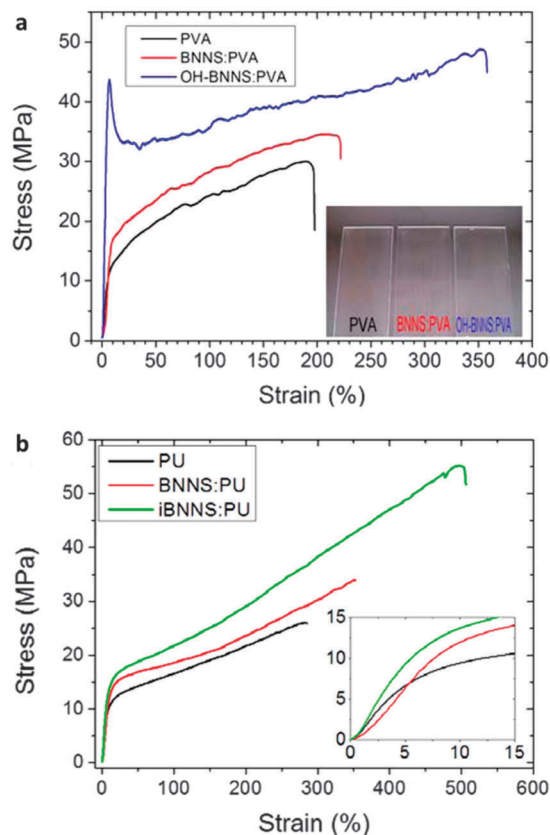 a
PVA
BNNS:PVA
OH-BNNS:PVA
Stress (MPa)
50
40
30
20
10
0
0 50 100 150 200 250 300 350 400
Strain (%)
PVA BNNS:PVA OH-BNNS:PVA
b
PU
BNNS:PU
iBNNS:PU
Stress (MPa)
60
50
40
30
20
10
0
0 100 200 300 400 500 600
Strain (%)
15
10
5
0
0 5 10 15